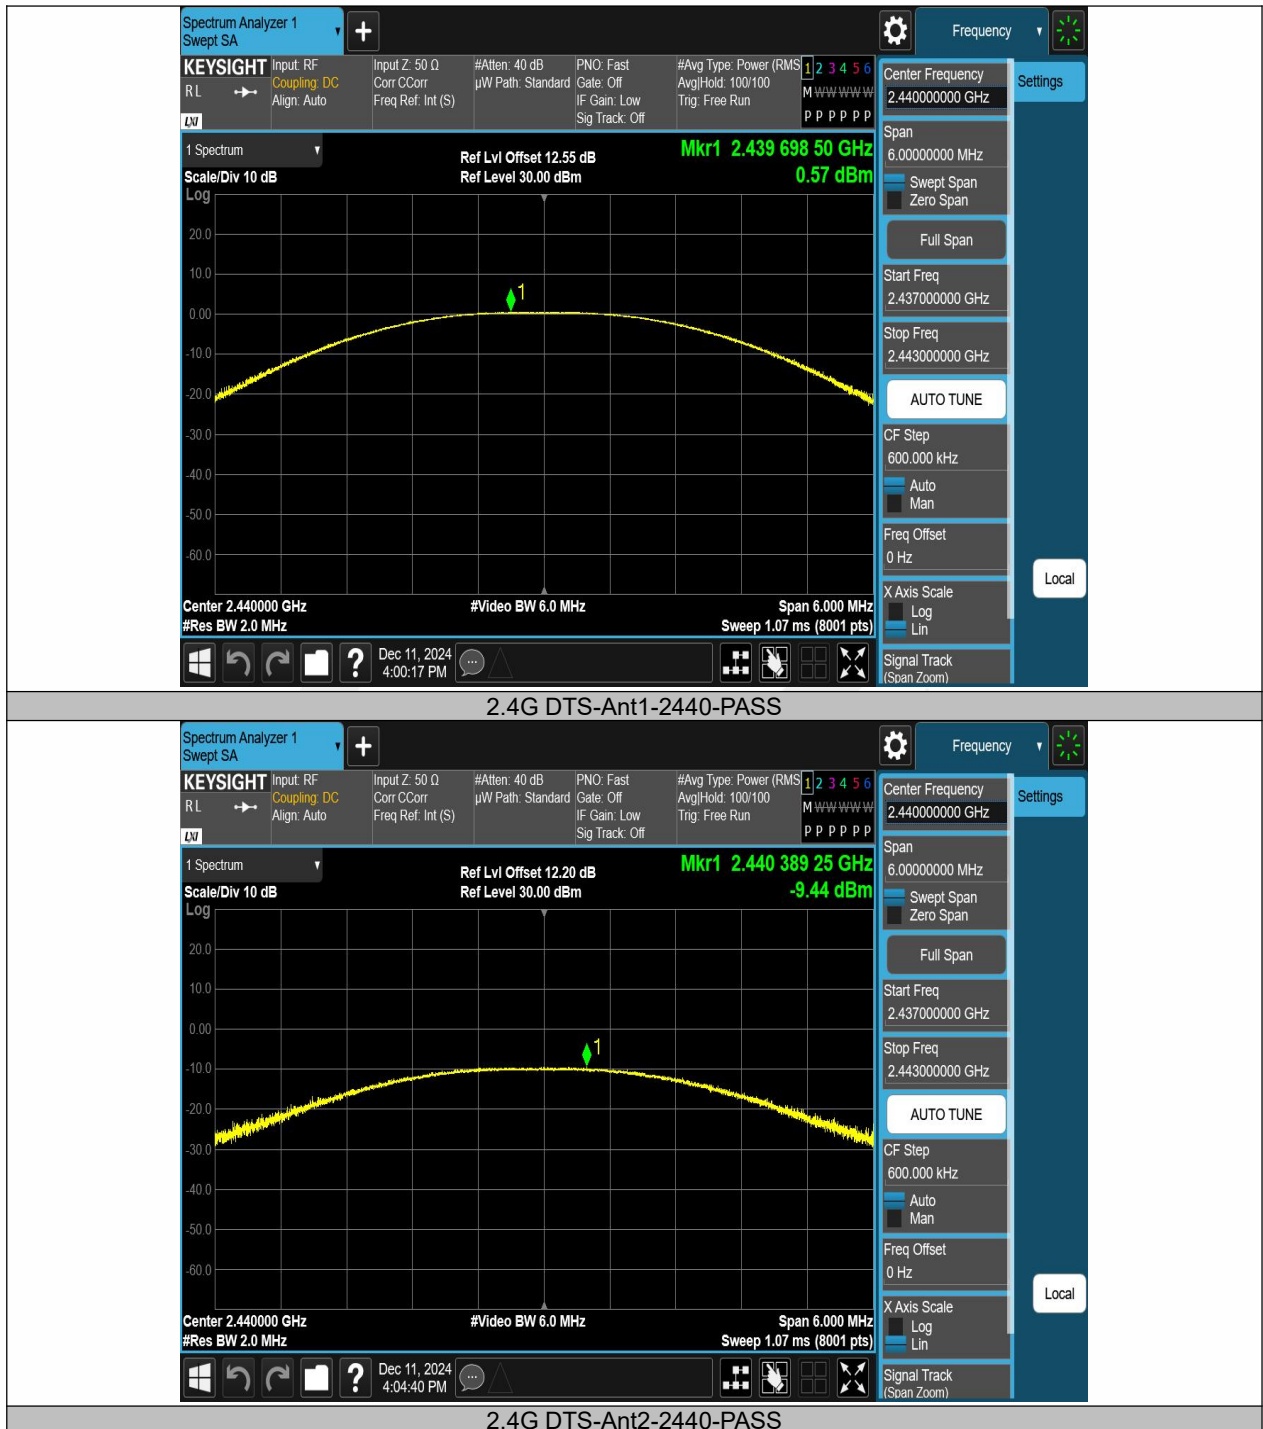 Spectrum Analyzer 1
Swept SA
Frequency
KEYSIGHT
R L
LXI
Input: RF
Coupling: DC
Align: Auto
Input Z: 50 Ω
Corr CCorr
Freq Ref: Int (S)
#Atten: 40 dB
µW Path: Standard
PNO: Fast
Gate: Off
IF Gain: Low
Sig Track: Off
#Avg Type: Power (RMS
Avg|Hold: 100/100
Trig: Free Run
1 2 3 4 5 6
M W W W W W
P P P P P P
1 Spectrum
Scale/Div 10 dB
Log
Ref Lvl Offset 12.55 dB
Ref Level 30.00 dBm
Mkr1 2.439 698 50 GHz
0.57 dBm
1
20.0
10.0
0.00
-10.0
-20.0
-30.0
-40.0
-50.0
-60.0
Center 2.440000 GHz
#Res BW 2.0 MHz
#Video BW 6.0 MHz
Span 6.000 MHz
Sweep 1.07 ms (8001 pts)
Dec 11, 2024
4:00:17 PM
Center Frequency
2.440000000 GHz
Span
6.00000000 MHz
Swept Span
Zero Span
Full Span
Start Freq
2.437000000 GHz
Stop Freq
2.443000000 GHz
AUTO TUNE
CF Step
600.000 kHz
Auto
Man
Freq Offset
0 Hz
X Axis Scale
Log
Lin
Signal Track
(Span Zoom)
Settings
Local
2.4G DTS-Ant1-2440-PASS
Spectrum Analyzer 1
Swept SA
Frequency
KEYSIGHT
R L
LXI
Input: RF
Coupling: DC
Align: Auto
Input Z: 50 Ω
Corr CCorr
Freq Ref: Int (S)
#Atten: 40 dB
µW Path: Standard
PNO: Fast
Gate: Off
IF Gain: Low
Sig Track: Off
#Avg Type: Power (RMS
Avg|Hold: 100/100
Trig: Free Run
1 2 3 4 5 6
M W W W W W
P P P P P P
1 Spectrum
Scale/Div 10 dB
Log
Ref Lvl Offset 12.20 dB
Ref Level 30.00 dBm
Mkr1 2.440 389 25 GHz
-9.44 dBm
1
20.0
10.0
0.00
-10.0
-20.0
-30.0
-40.0
-50.0
-60.0
Center 2.440000 GHz
#Res BW 2.0 MHz
#Video BW 6.0 MHz
Span 6.000 MHz
Sweep 1.07 ms (8001 pts)
Dec 11, 2024
4:04:40 PM
Center Frequency
2.440000000 GHz
Span
6.00000000 MHz
Swept Span
Zero Span
Full Span
Start Freq
2.437000000 GHz
Stop Freq
2.443000000 GHz
AUTO TUNE
CF Step
600.000 kHz
Auto
Man
Freq Offset
0 Hz
X Axis Scale
Log
Lin
Signal Track
(Span Zoom)
Settings
Local
2.4G DTS-Ant2-2440-PASS